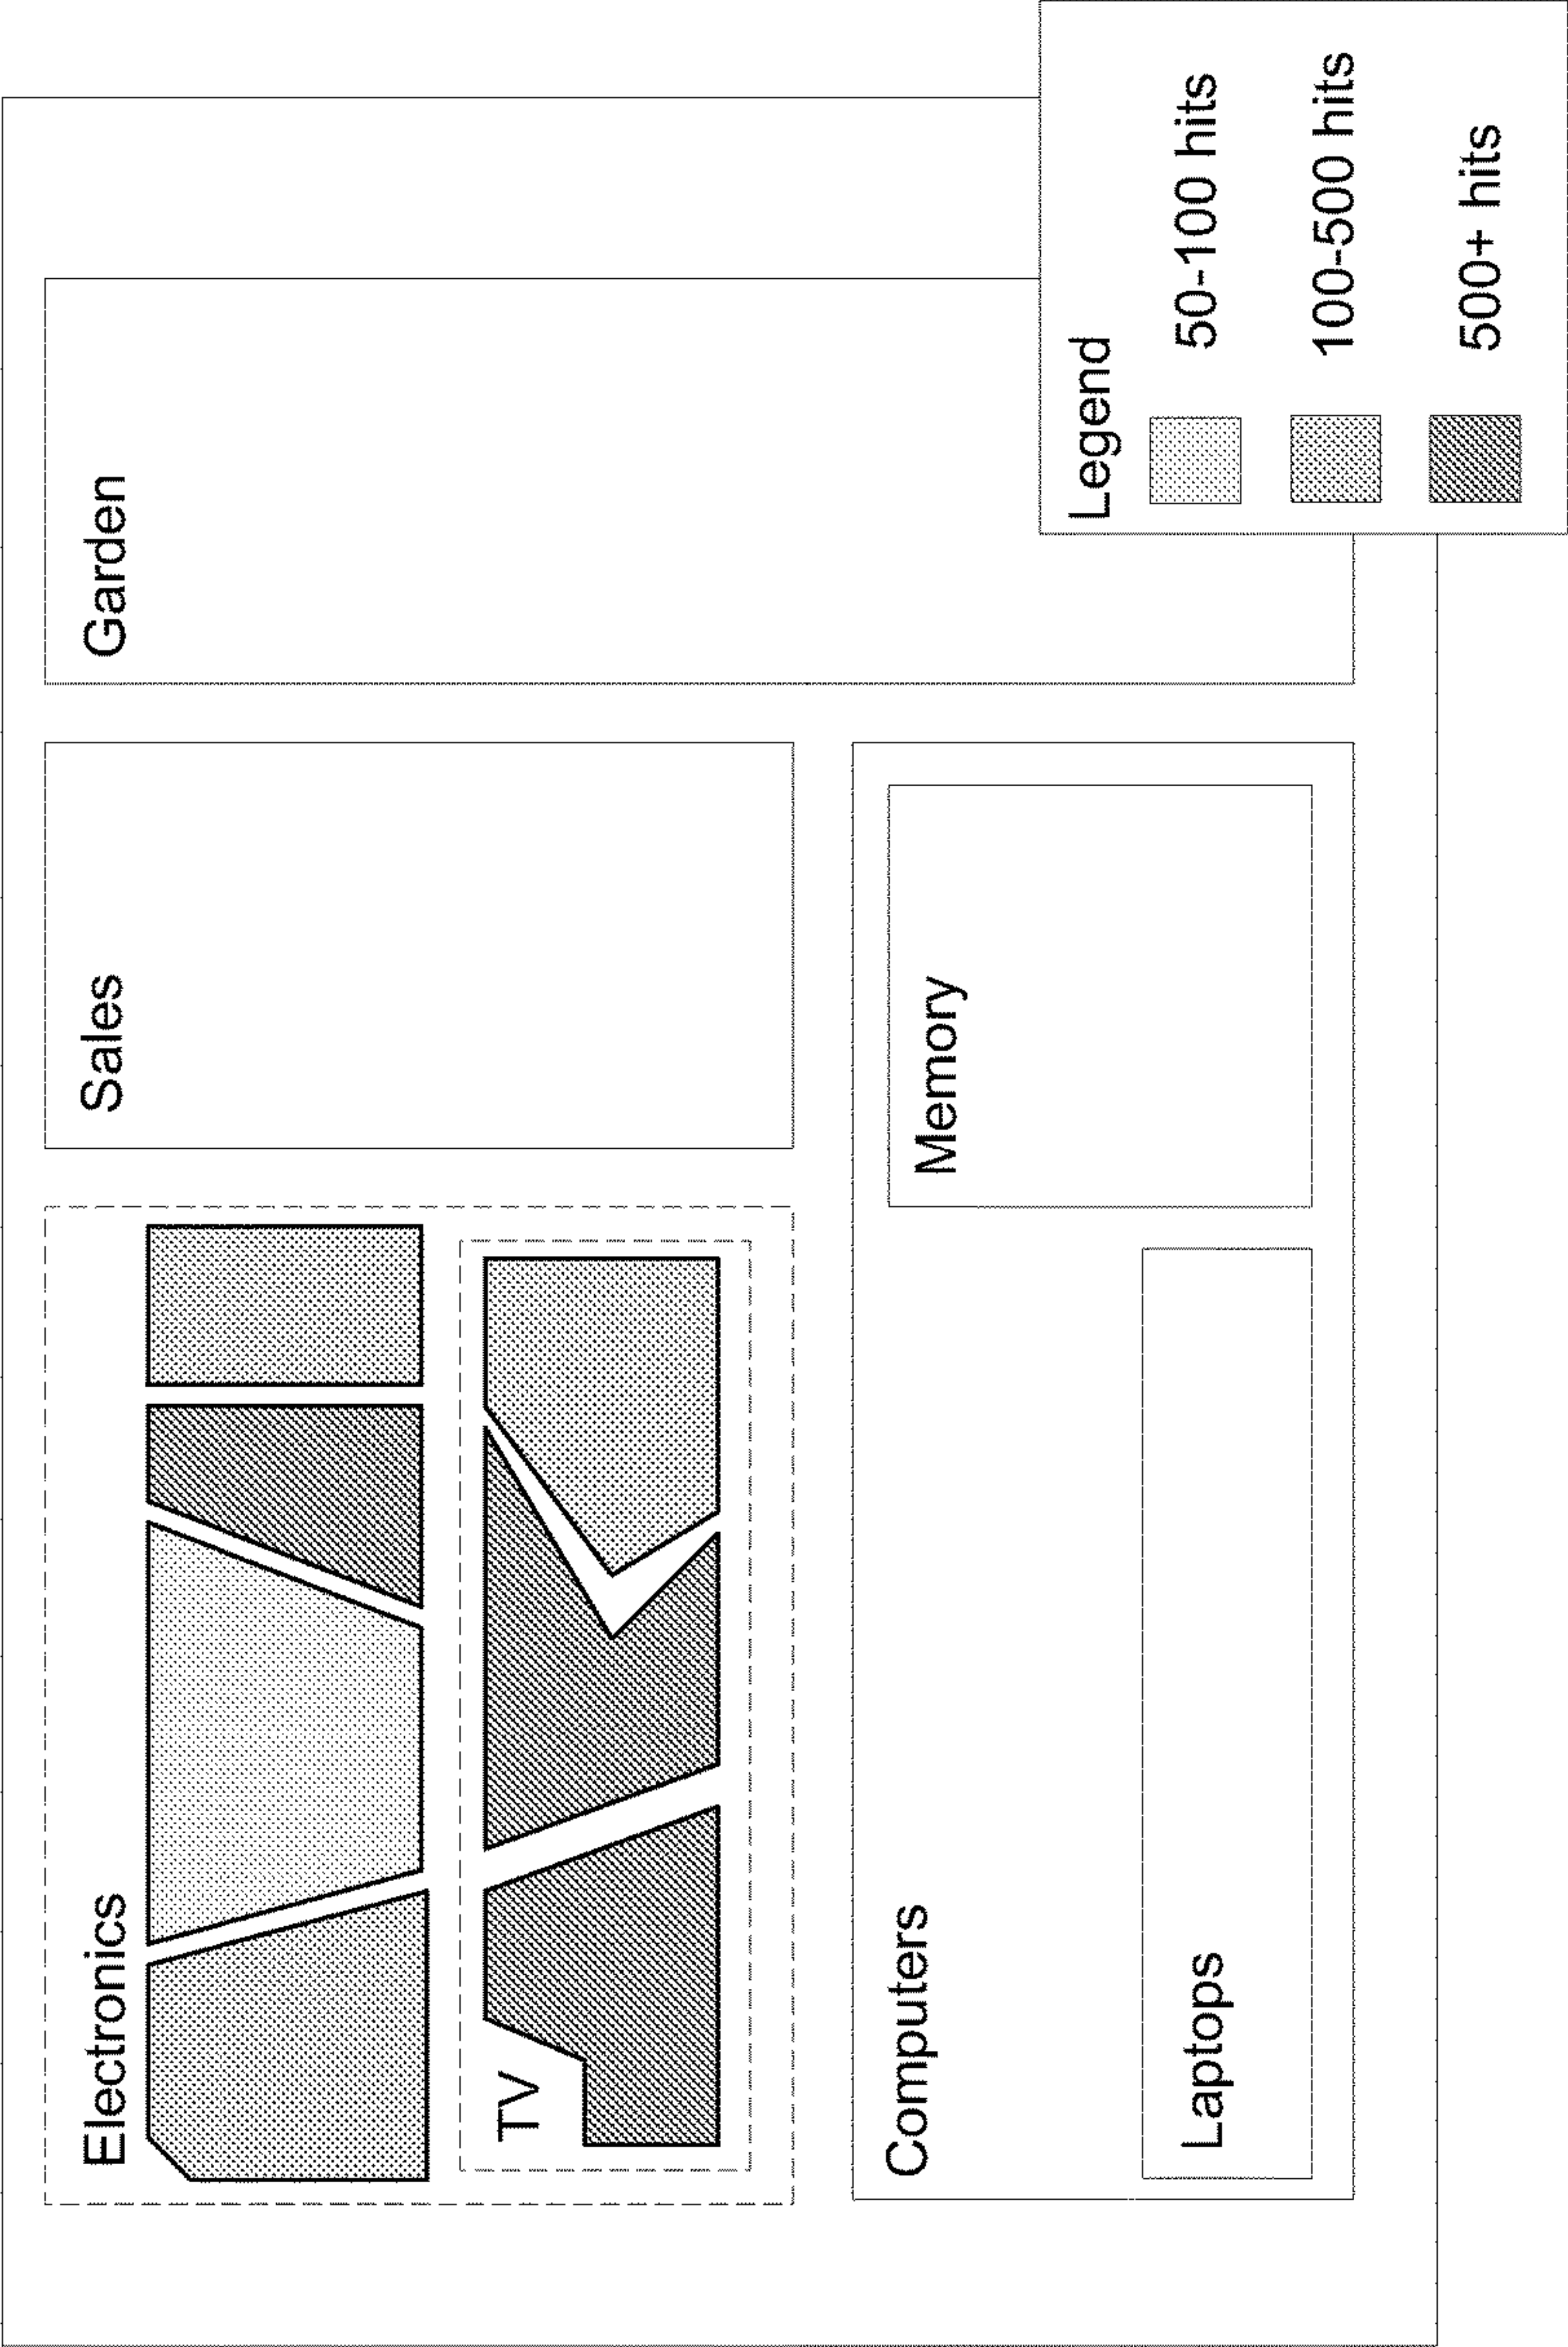 Electronics
Sales
Garden
TV
Computers
Memory
Laptops
Legend
50-100 hits
100-500 hits
500+ hits